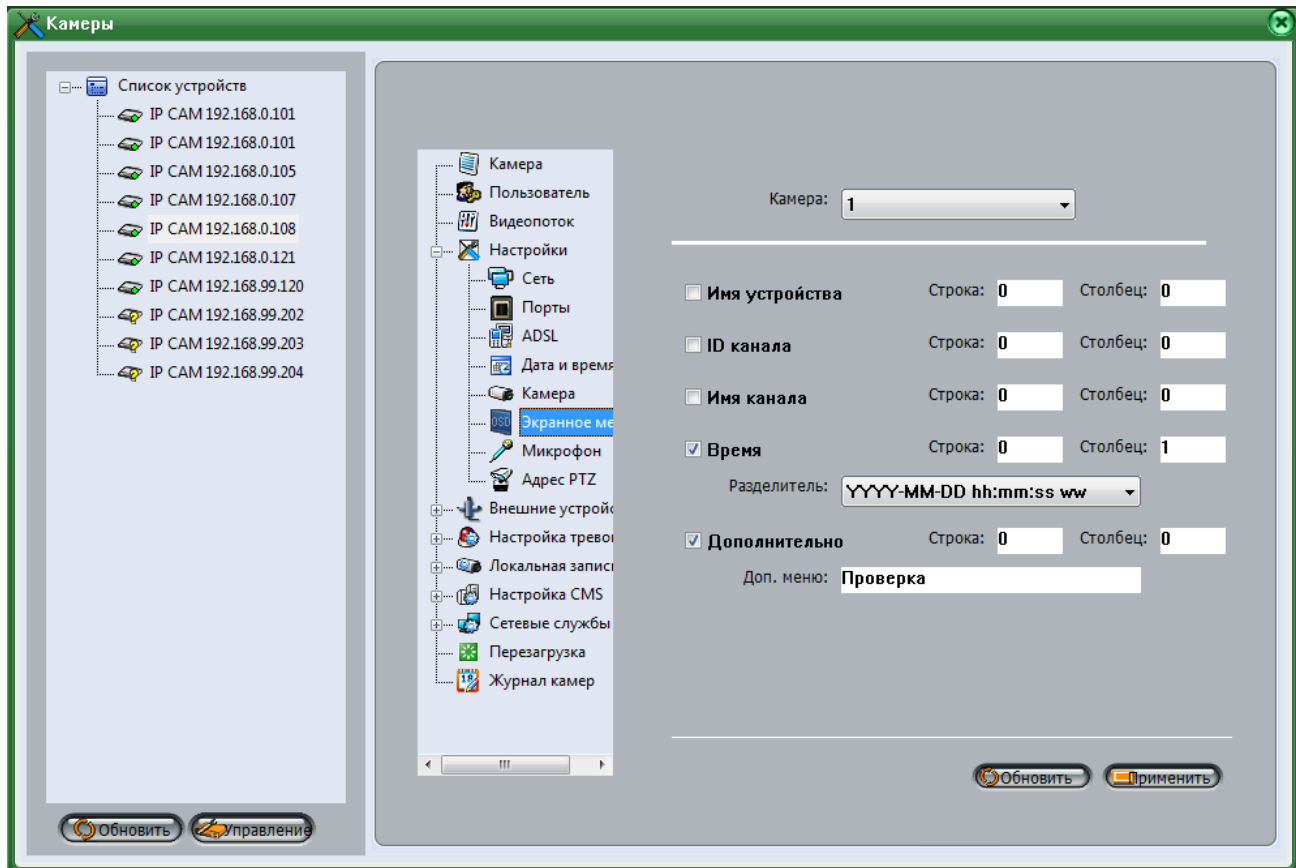 Камеры
Список устройств
IP CAM 192.168.0.101
IP CAM 192.168.0.101
IP CAM 192.168.0.105
IP CAM 192.168.0.107
IP CAM 192.168.0.108
IP CAM 192.168.0.121
IP CAM 192.168.99.120
IP CAM 192.168.99.202
IP CAM 192.168.99.203
IP CAM 192.168.99.204
Обновить Управление
Камера
Пользователь
Видеопоток
Настройки
Сеть
Порты
ADSL
Дата и время
Камера
OSD Экранное ме
Микрофон
Адрес PTZ
Внешние устройс
Настройка трево
Локальная запис
Настройка CMS
Сетевые службы
Перезагрузка
18 Журнал камер
Камера: 1
Имя устройства Строка: 0 Столбец: 0
ID канала Строка: 0 Столбец: 0
Имя канала Строка: 0 Столбец: 0
Время Строка: 0 Столбец: 1
Разделитель: YYYY-MM-DD hh:mm:ss ww
Дополнительно Строка: 0 Столбец: 0
Доп. меню: Проверка
Обновить Применить